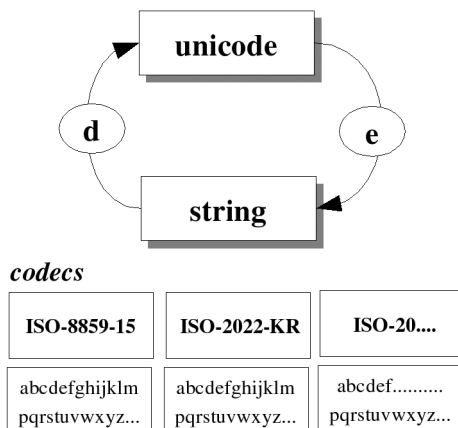 unicode
d
e
string
codecs
ISO-8859-15
ISO-2022-KR
ISO-20....
abcdefghijklm
pqrstuvwxyz...
abcdefghijklm
pqrstuvwxyz...
abcdef..........
pqrstuvwxyz...